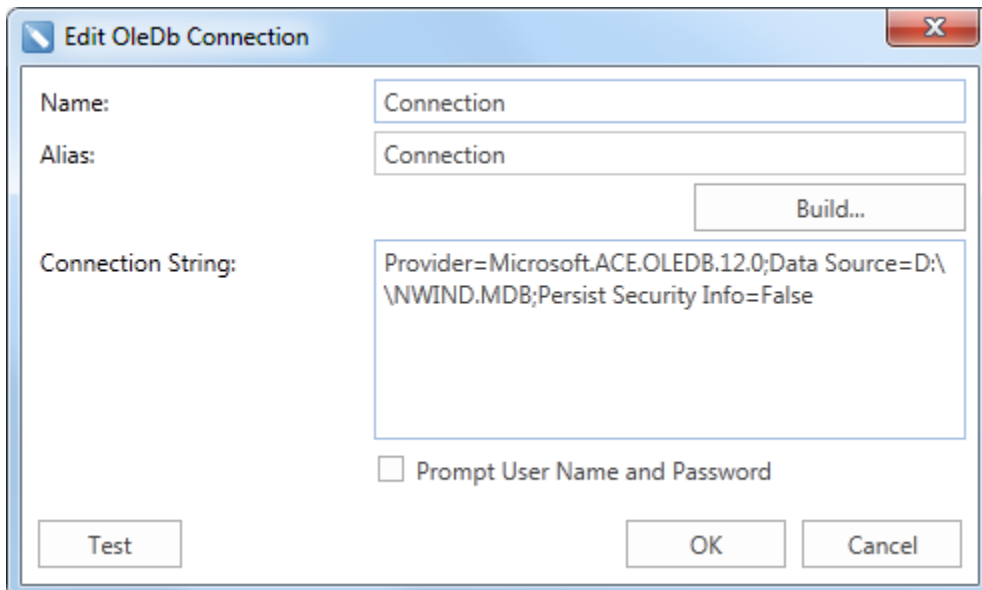 Edit OleDb Connection
Name:
Connection
Alias:
Connection
Build...
Connection String:
Provider=Microsoft.ACE.OLEDB.12.0;Data Source=D:\
\NWIND.MDB;Persist Security Info=False
Prompt User Name and Password
Test
OK
Cancel